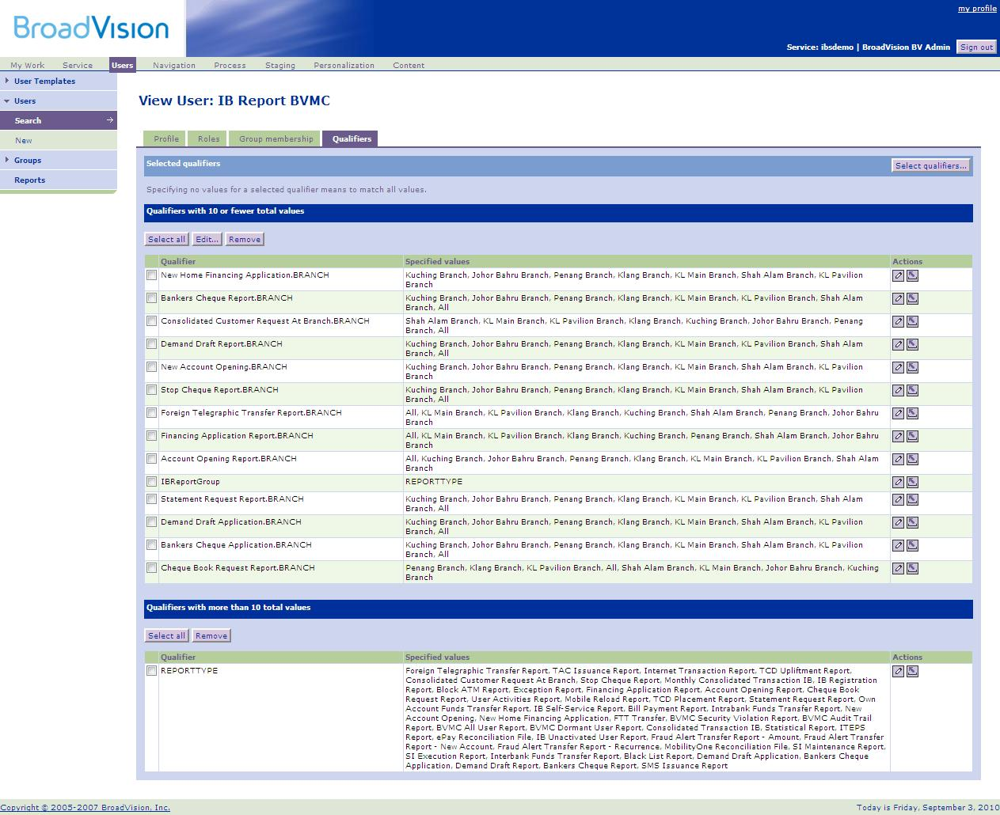 BroadVision
my profile
Service: ibsdemo | BroadVision BV Admin
Sign out
My Work Service Users Navigation Process Staging Personalization Content
User Templates
Users
Search
New
Groups
Reports
View User: IB Report BVMC
Profile Roles Group membership Qualifiers
Selected qualifiers
Select qualifiers...
Specifying no values for a selected qualifier means to match all values.
Qualifiers with 10 or fewer total values
Select all Edit... Remove
Qualifier Specified values Actions
New Home Financing Application.BRANCH Kuching Branch, Johor Bahru Branch, Penang Branch, Klang Branch, KL Main Branch, Shah Alam Branch, KL Pavilion
Branch
Bankers Cheque Report.BRANCH Kuching Branch, Johor Bahru Branch, Penang Branch, Klang Branch, KL Main Branch, KL Pavilion Branch, Shah Alam
Branch, All
Consolidated Customer Request At Branch.BRANCH Shah Alam Branch, KL Main Branch, KL Pavilion Branch, Klang Branch, Kuching Branch, Johor Bahru Branch, Penang
Branch, All
Demand Draft Report.BRANCH Kuching Branch, Johor Bahru Branch, Penang Branch, Klang Branch, KL Main Branch, KL Pavilion Branch, Shah Alam
Branch, All
New Account Opening.BRANCH Kuching Branch, Johor Bahru Branch, Penang Branch, Klang Branch, KL Main Branch, Shah Alam Branch, KL Pavilion
Branch
Stop Cheque Report.BRANCH Kuching Branch, Johor Bahru Branch, Penang Branch, Klang Branch, KL Main Branch, Shah Alam Branch, KL Pavilion
Branch, All
Foreign Telegraphic Transfer Report.BRANCH All, KL Main Branch, KL Pavilion Branch, Klang Branch, Kuching Branch, Shah Alam Branch, Penang Branch, Johor Bahru
Branch
Financing Application Report.BRANCH All, KL Main Branch, KL Pavilion Branch, Klang Branch, Kuching Branch, Penang Branch, Shah Alam Branch, Johor Bahru
Branch
Account Opening Report.BRANCH All, Kuching Branch, Johor Bahru Branch, Penang Branch, Klang Branch, KL Main Branch, KL Pavilion Branch, Shah Alam
Branch
IBReportGroup REPORTTYPE
Statement Request Report.BRANCH Kuching Branch, Johor Bahru Branch, Penang Branch, Klang Branch, KL Main Branch, KL Pavilion Branch, Shah Alam
Branch, All
Demand Draft Application.BRANCH Kuching Branch, Johor Bahru Branch, Penang Branch, Klang Branch, KL Main Branch, Shah Alam Branch, KL Pavilion
Branch, All
Bankers Cheque Application.BRANCH Kuching Branch, Johor Bahru Branch, Penang Branch, Klang Branch, KL Main Branch, Shah Alam Branch, KL Pavilion
Branch, All
Cheque Book Request Report.BRANCH Penang Branch, Klang Branch, KL Pavilion Branch, All, Shah Alam Branch, KL Main Branch, Johor Bahru Branch, Kuching
Branch
Qualifiers with more than 10 total values
Select all Remove
Qualifier Specified values Actions
REPORTTYPE Foreign Telegraphic Transfer Report, TAC Issuance Report, Internet Transaction Report, TCD Upliftment Report,
Consolidated Customer Request At Branch, Stop Cheque Report, Monthly Consolidated Transaction IB, IB Registration
Report, Block ATM Report, Exception Report, Financing Application Report, Account Opening Report, Cheque Book
Request Report, User Activities Report, Mobile Reload Report, TCD Placement Report, Statement Request Report, Own
Account Funds Transfer Report, IB Self-Service Report, Bill Payment Report, Intrabank Funds Transfer Report, New
Account Opening, New Home Financing Application, FTT Transfer, BVMC Security Violation Report, BVMC Audit Trail
Report, BVMC All User Report, BVMC Dormant User Report, Consolidated Transaction IB, Statistical Report, ITEPS
Report, ePay Reconciliation File, IB Unactivated User Report, Fraud Alert Transfer Report - Amount, Fraud Alert Transfer
Report - New Account, Fraud Alert Transfer Report - Recurrence, MobilityOne Reconciliation File, SI Maintenance Report,
SI Execution Report, Interbank Funds Transfer Report, Black List Report, Demand Draft Application, Bankers Cheque
Application, Demand Draft Report, Bankers Cheque Report, SMS Issuance Report
Copyright © 2005-2007 BroadVision, Inc.
Today is Friday, September 3, 2010